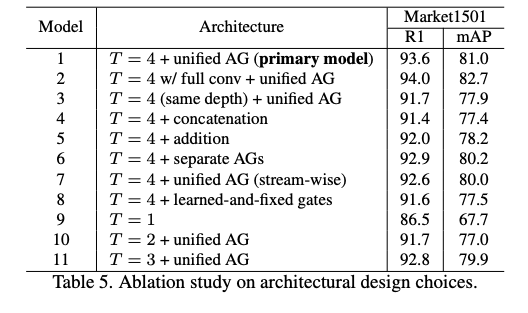 Model Architecture Market1501
R1 mAP
1 T = 4 + unified AG (primary model) 93.6 81.0
2 T = 4 w/ full conv + unified AG 94.0 82.7
3 T = 4 (same depth) + unified AG 91.7 77.9
4 T = 4 + concatenation 91.4 77.4
5 T = 4 + addition 92.0 78.2
6 T = 4 + separate AGs 92.9 80.2
7 T = 4 + unified AG (stream-wise) 92.6 80.0
8 T = 4 + learned-and-fixed gates 91.6 77.5
9 T = 1 86.5 67.7
10 T = 2 + unified AG 91.7 77.0
11 T = 3 + unified AG 92.8 79.9
Table 5. Ablation study on architectural design choices.